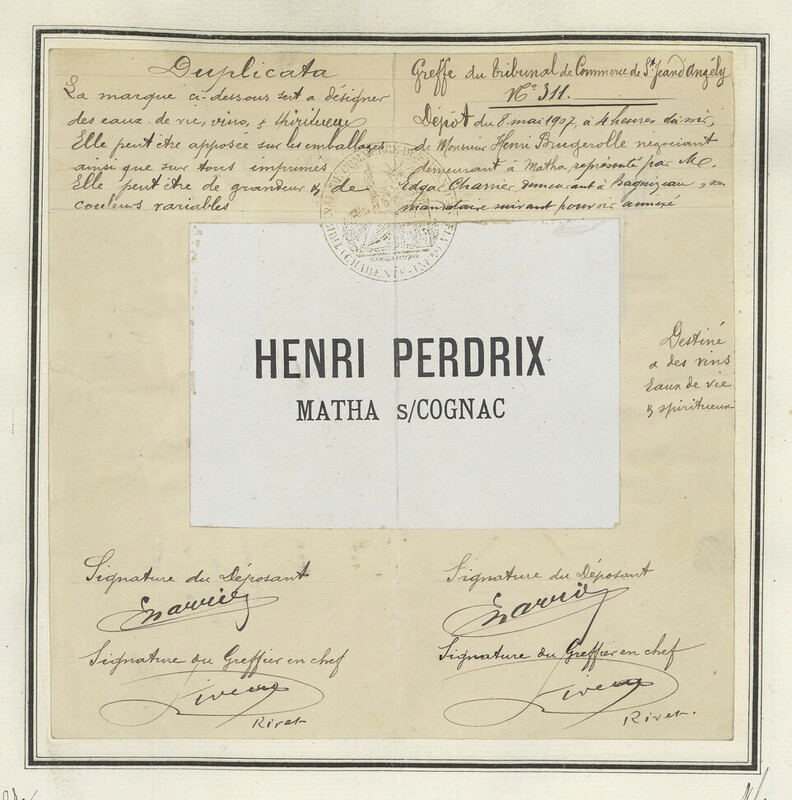 Duplicata
La marque ci-dessous sert a désigner
des eaux de vie, vins, & spiritueux
Elle peut être apposée sur les emballages
ainsi que sur tous imprimés
Elle peut être de grandeur & de
couleurs variables
Greffe du Tribunal de Commerce de St Jean d'Angély
No 311.
Dépôt du 8 mai 1907, à 4 heures du soir,
de Monsieur Henri Brugerolle négociant
demeurant à Matha, représenté par Mr.
Edgar demeurant à Bagnizeau, son
mandataire suivant pouvoir annexé
HENRI PERDRIX
MATHA S/COGNAC
Destiné
a des vins
Eaux de vie
& spiritueux
Signature du Déposant
Signature du Greffier en chef
Rivet
Signature du Déposant
Signature du Greffier en chef
Rivet.